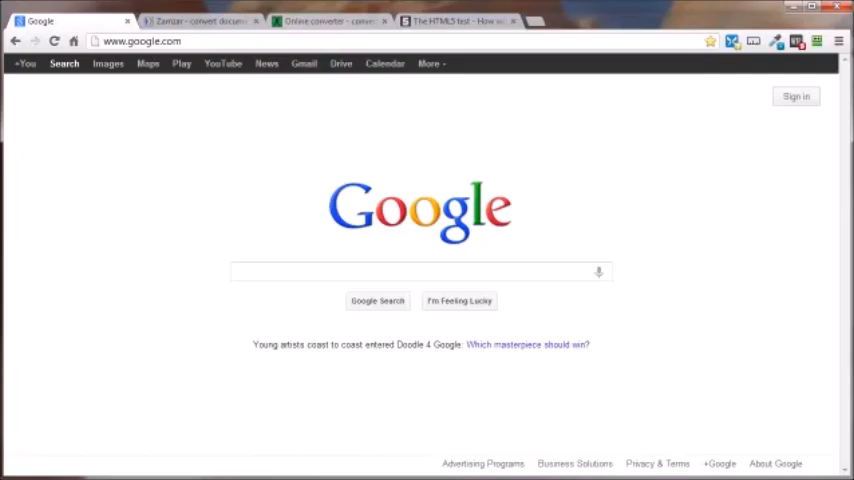 Google
Zamzar - convert docum
Online converter - conver
The HTML5 test - How w
www.google.com
+You Search Images Maps Play YouTube News Gmail Drive Calendar More
Sign in
Google
Google Search I'm Feeling Lucky
Young artists coast to coast entered Doodle 4 Google: Which masterpiece should win?
Advertising Programs Business Solutions Privacy & Terms +Google About Google